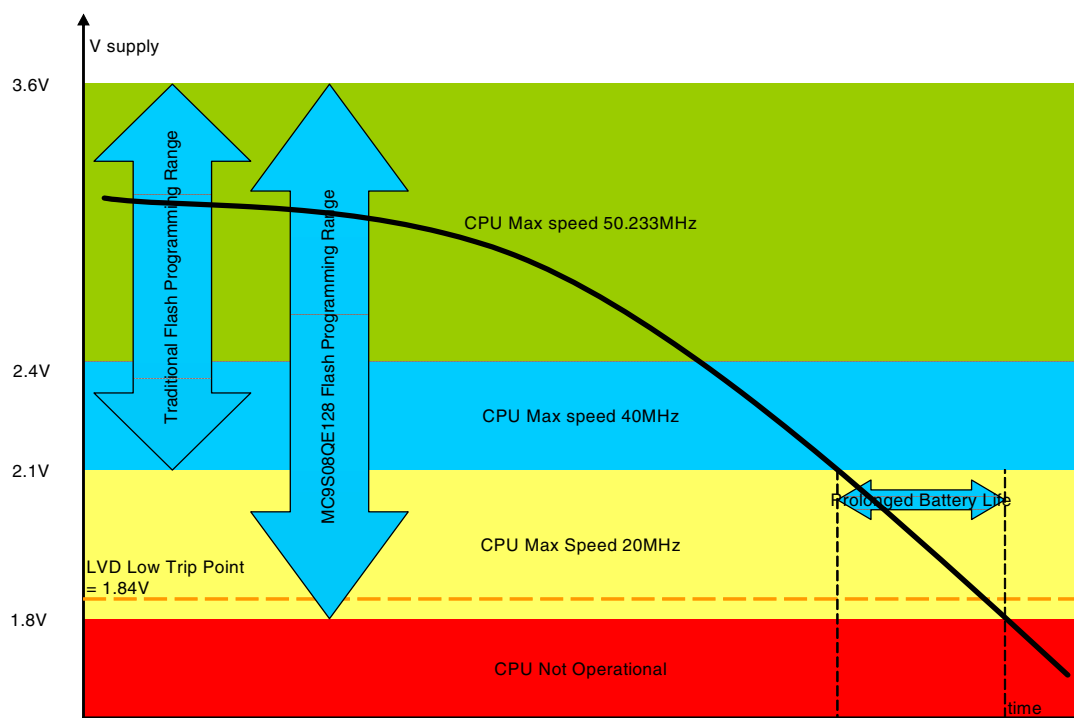 V supply
3.6V
Traditional Flash Programming Range
MC9S08QE128 Flash Programming Range
CPU Max speed 50.233MHz
2.4V
CPU Max speed 40MHz
2.1V
Prolonged Battery Life
CPU Max Speed 20MHz
LVD Low Trip Point
= 1.84V
1.8V
CPU Not Operational
time